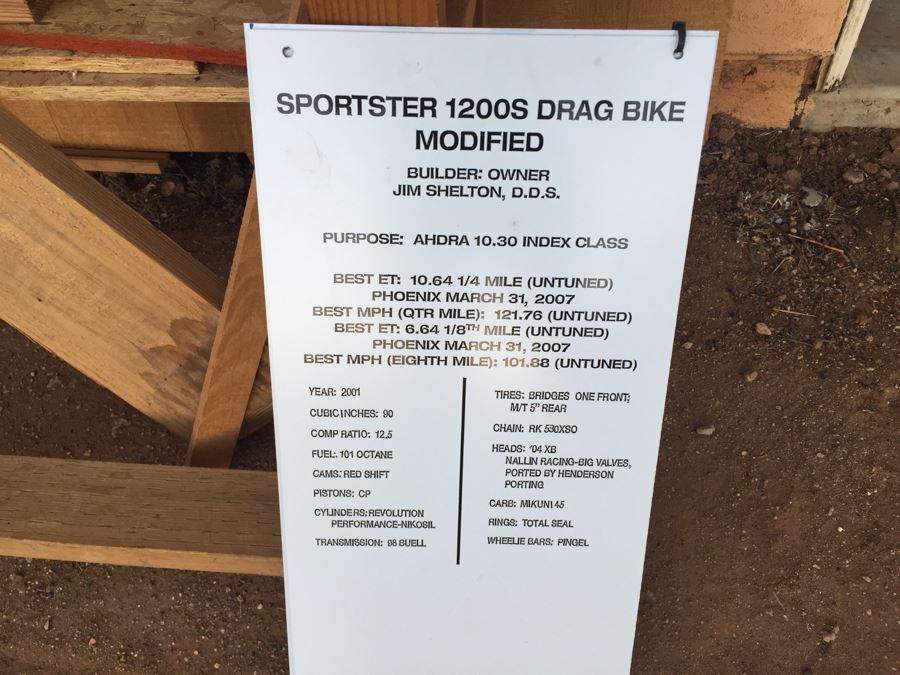 SPORTSTER 1200S DRAG BIKE
MODIFIED
BUILDER: OWNER
JIM SHELTON, D.D.S.
PURPOSE: AHDRA 10.30 INDEX CLASS
BEST ET: 10.64 1/4 MILE (UNTUNED)
PHOENIX MARCH 31, 2007
BEST MPH (QTR MILE): 121.76 (UNTUNED)
BEST ET: 6.64 1/8TH MILE (UNTUNED)
PHOENIX MARCH 31, 2007
BEST MPH (EIGHTH MILE): 101.88 (UNTUNED)
YEAR: 2001
CUBIC INCHES: 90
COMP RATIO: 12.5
FUEL: 101 OCTANE
CAMS: RED SHIFT
PISTONS: CP
CYLINDERS: REVOLUTION
PERFORMANCE-NIKOSIL
TRANSMISSION: 98 BUELL
TIRES: BRIDGES ONE FRONT;
M/T 5" REAR
CHAIN: RK 530XSO
HEADS: '04 XB
NALLIN RACING-BIG VALVES,
PORTED BY HENDERSON
PORTING
CARB: MIKUNI 45
RINGS: TOTAL SEAL
WHEELIE BARS: PINGEL